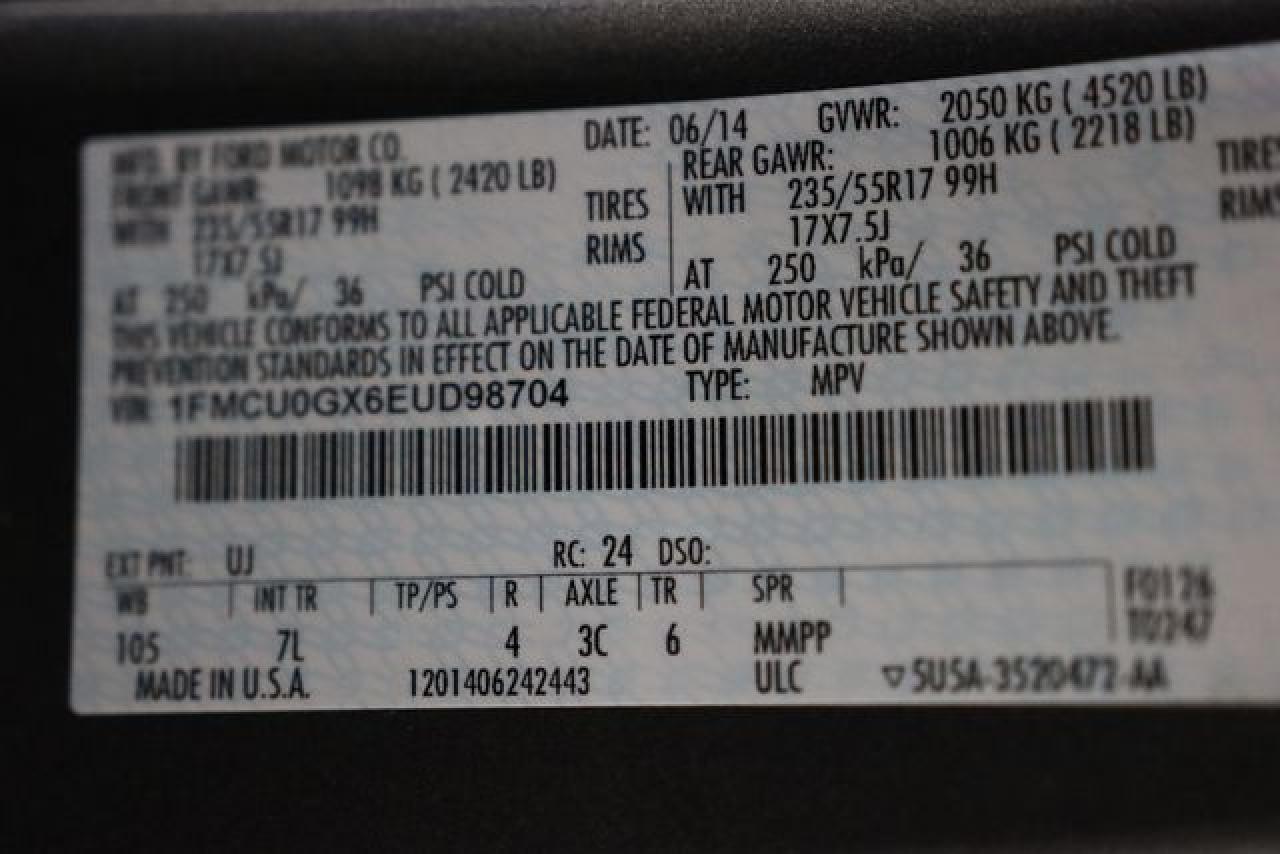 MFD. BY FORD MOTOR CO. DATE: 06/14 GVWR: 2050 KG ( 4520 LB)
FRONT GAWR: 1098 KG ( 2420 LB) REAR GAWR: 1006 KG ( 2218 LB)
WITH 235/55R17 99H TIRES WITH 235/55R17 99H TIRES
17X7.5J RIMS 17X7.5J RIMS
AT 250 kPa/ 36 PSI COLD AT 250 kPa/ 36 PSI COLD
THIS VEHICLE CONFORMS TO ALL APPLICABLE FEDERAL MOTOR VEHICLE SAFETY AND THEFT
PREVENTION STANDARDS IN EFFECT ON THE DATE OF MANUFACTURE SHOWN ABOVE.
VIN: 1FMCU0GX6EUD98704 TYPE: MPV
EXT PNT: UJ RC: 24 DSO:
WB INT TR TP/PS R AXLE TR SPR F0126
105 7L 4 3C 6 MMPP T0247
MADE IN U.S.A. 1201406242443 ULC ▽5U5A-3520472-AA